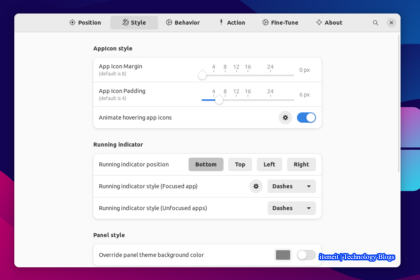 Position Style Behavior Action Fine-Tune About
AppIcon style
App Icon Margin
(default is 8)
4 8 12 16 24
0 px
App Icon Padding
(default is 4)
4 8 12 16 24
6 px
Animate hovering app icons
Running indicator
Running indicator position Bottom Top Left Right
Running indicator style (Focused app) Dashes
Running indicator style (Unfocused apps) Dashes
Panel style
Override panel theme background color
itsmeit Technology Blogs